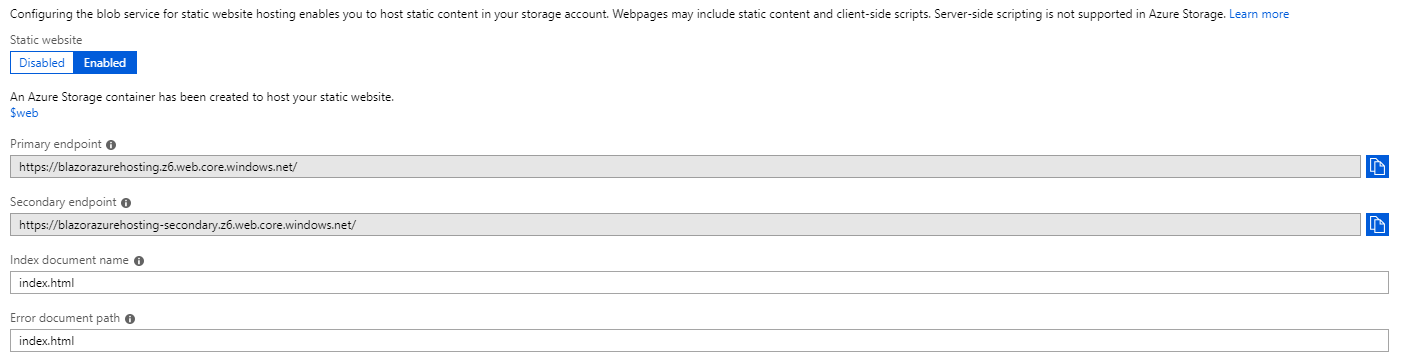 Configuring the blob service for static website hosting enables you to host static content in your storage account. Webpages may include static content and client-side scripts. Server-side scripting is not supported in Azure Storage. Learn more
Static website
Disabled Enabled
An Azure Storage container has been created to host your static website.
$web
Primary endpoint
https://blazorazurehosting.z6.web.core.windows.net/
Secondary endpoint
https://blazorazurehosting-secondary.z6.web.core.windows.net/
Index document name
index.html
Error document path
index.html